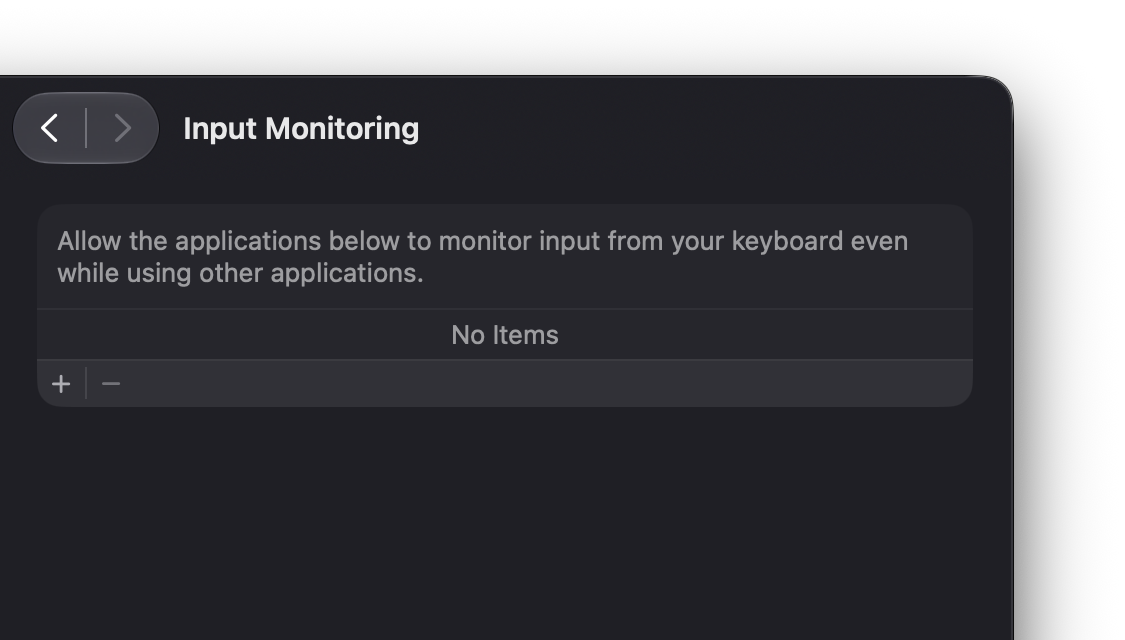 Input Monitoring
Allow the applications below to monitor input from your keyboard even
while using other applications.
No Items